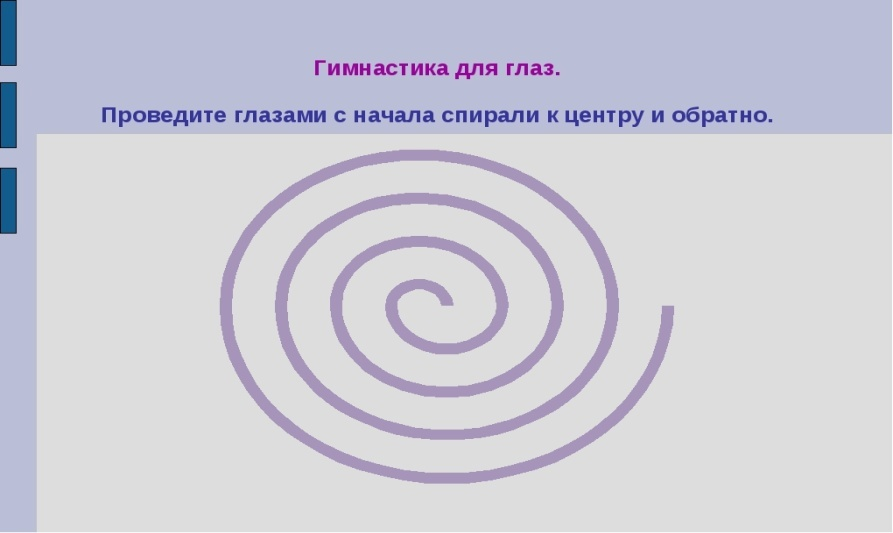 Гимнастика для глаз.
Проведите глазами с начала спирали к центру и обратно.